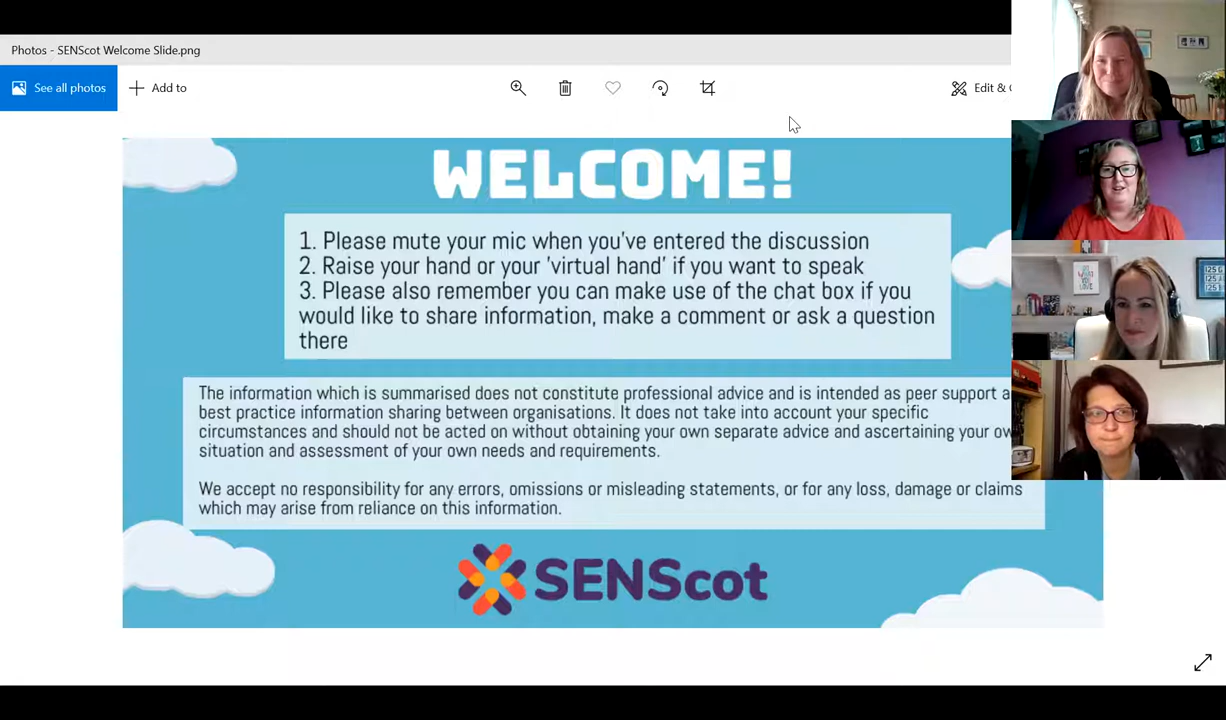 Photos - SENScot Welcome Slide.png
See all photos
Add to
Edit &
WELCOME!
1. Please mute your mic when you've entered the discussion
2. Raise your hand or your 'virtual hand' if you want to speak
3. Please also remember you can make use of the chat box if you
would like to share information, make a comment or ask a question
there
The information which is summarised does not constitute professional advice and is intended as peer support
best practice information sharing between organisations. It does not take into account your specific
circumstances and should not be acted on without obtaining your own separate advice and ascertaining your
situation and assessment of your own needs and requirements.
We accept no responsibility for any errors, omissions or misleading statements, or for any loss, damage or claims
which may arise from reliance on this information.
SENScot